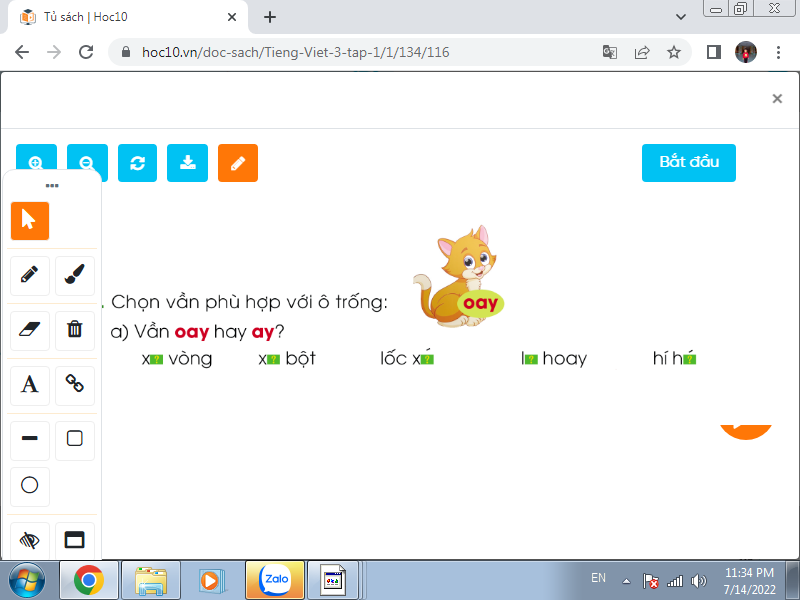 Tủ sách | Hoc10
hoc10.vn/doc-sach/Tieng-Viet-3-tap-1/1/134/116
Bắt đầu
oay
. Chọn vần phù hợp với ô trống:
a) Vần oay hay ay?
x? vòng x? bột lốc x?́ l? hoay hí h?́
A
Zalo
EN
11:34 PM
7/14/2022